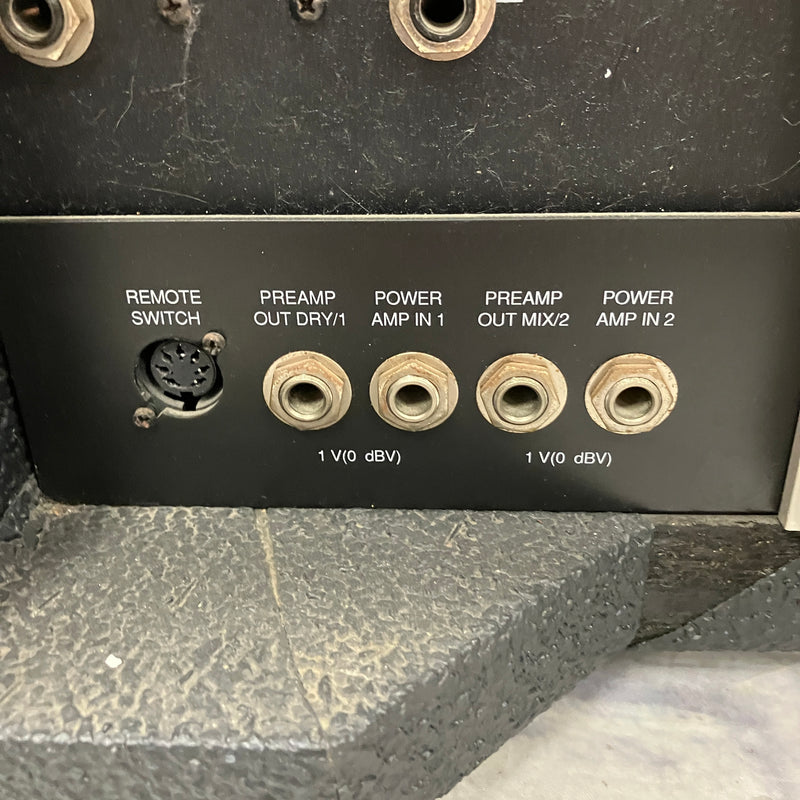 REMOTE
SWITCH
PREAMP
OUT DRY/1
POWER
AMP IN 1
PREAMP
OUT MIX/2
POWER
AMP IN 2
1 V(0 dBV)
1 V(0 dBV)